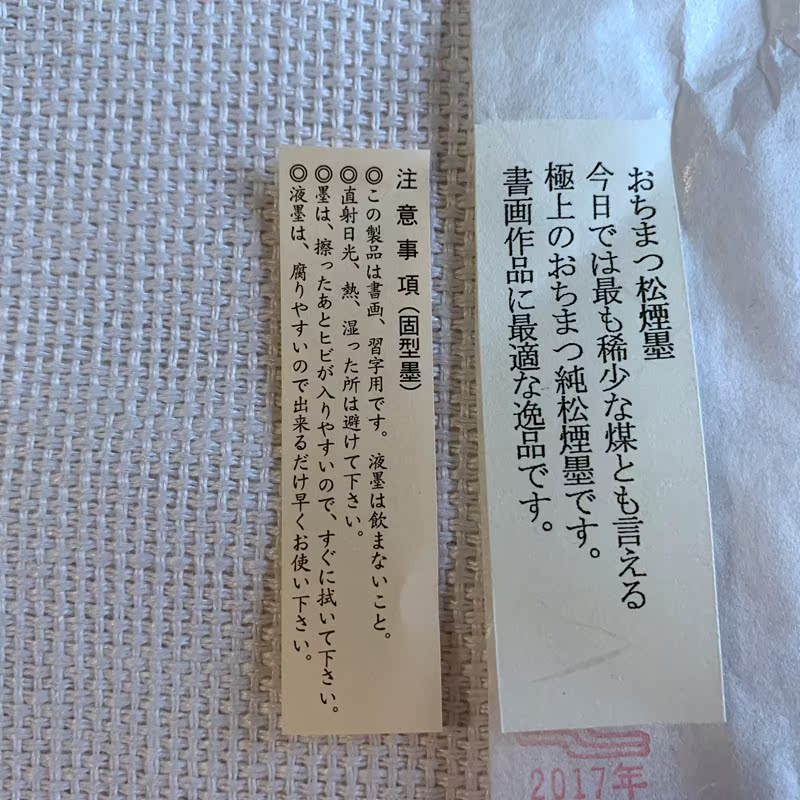 おちまつ松煙墨
今日では最も稀少な煤とも言える
極上のおちまつ純松煙墨です。
書画作品に最適な逸品です。
注意事項(固型墨)
◎この製品は書画、習字用です。液墨は飲まないこと。
◎直射日光、熱、湿った所は避けて下さい。
◎墨は、擦ったあとヒビが入りやすいので、すぐに拭いて下さい。
◎液墨は、腐りやすいので出来るだけ早くお使い下さい。
2017年